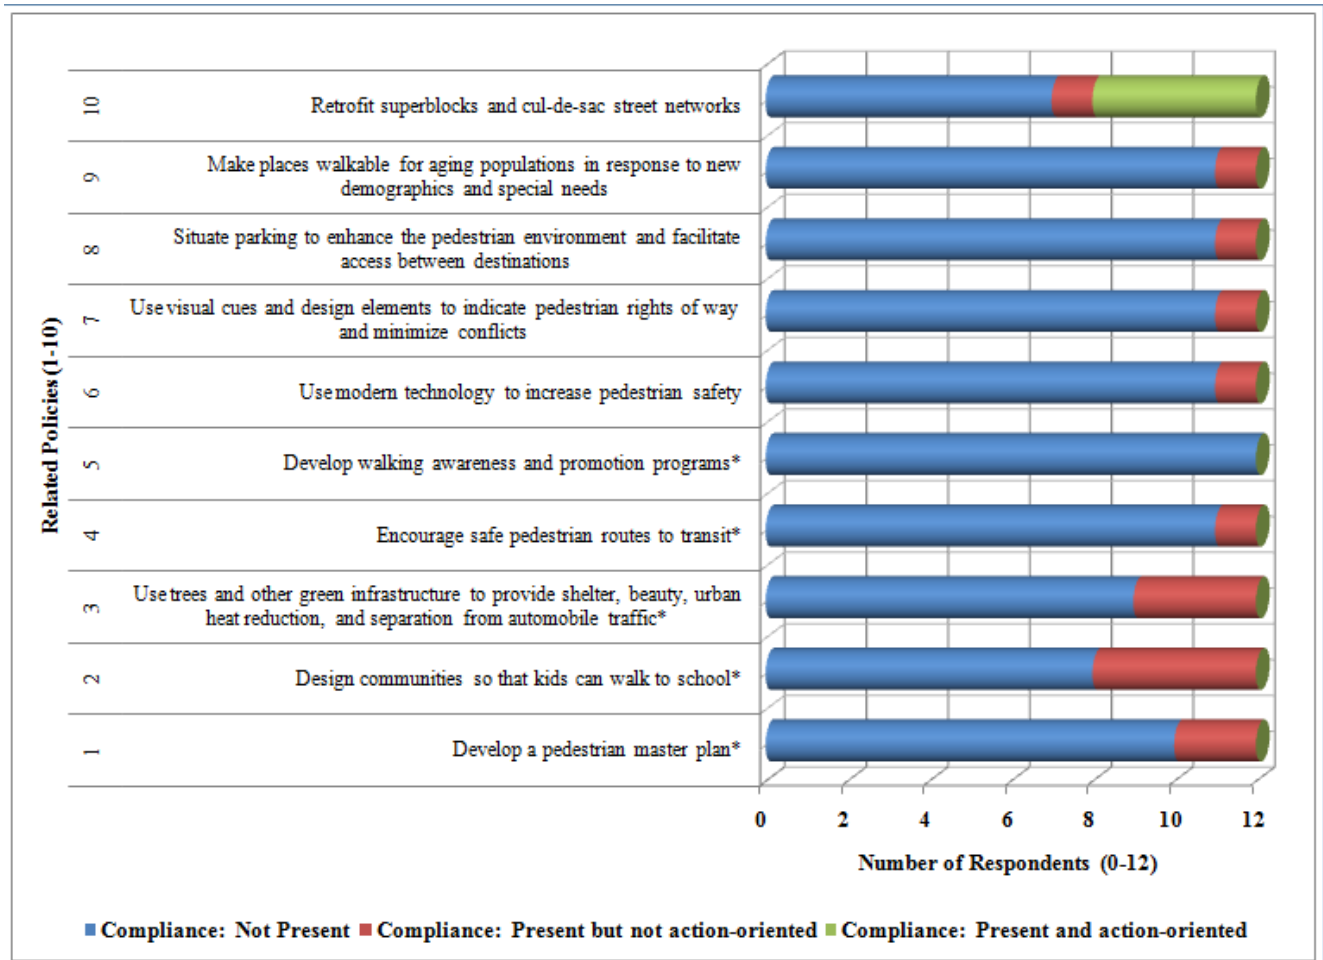 10
Retrofit superblocks and cul-de-sac street networks
9
Make places walkable for aging populations in response to new
demographics and special needs
8
Situate parking to enhance the pedestrian environment and facilitate
access between destinations
7
Use visual cues and design elements to indicate pedestrian rights of way
and minimize conflicts
6
Use modern technology to increase pedestrian safety
5
Develop walking awareness and promotion programs*
4
Encourage safe pedestrian routes to transit*
3
Use trees and other green infrastructure to provide shelter, beauty, urban
heat reduction, and separation from automobile traffic*
2
Design communities so that kids can walk to school*
1
Develop a pedestrian master plan*
Related Policies (1-10)
0 2 4 6 8 10 12
Number of Respondents (0-12)
Compliance: Not Present Compliance: Present but not action-oriented Compliance: Present and action-oriented